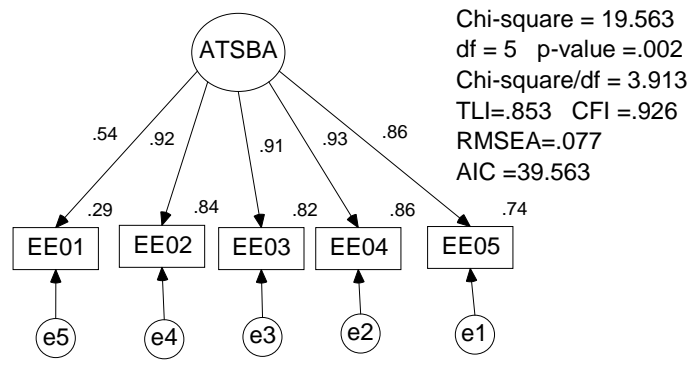 Chi-square = 19.563
df = 5 p-value =.002
Chi-square/df = 3.913
TLI=.853 CFI =.926
RMSEA=.077
AIC =39.563
ATSBA
.54 .92 .91 .93 .86
.29 .84 .82 .86 .74
EE01 EE02 EE03 EE04 EE05
e5 e4 e3 e2 e1